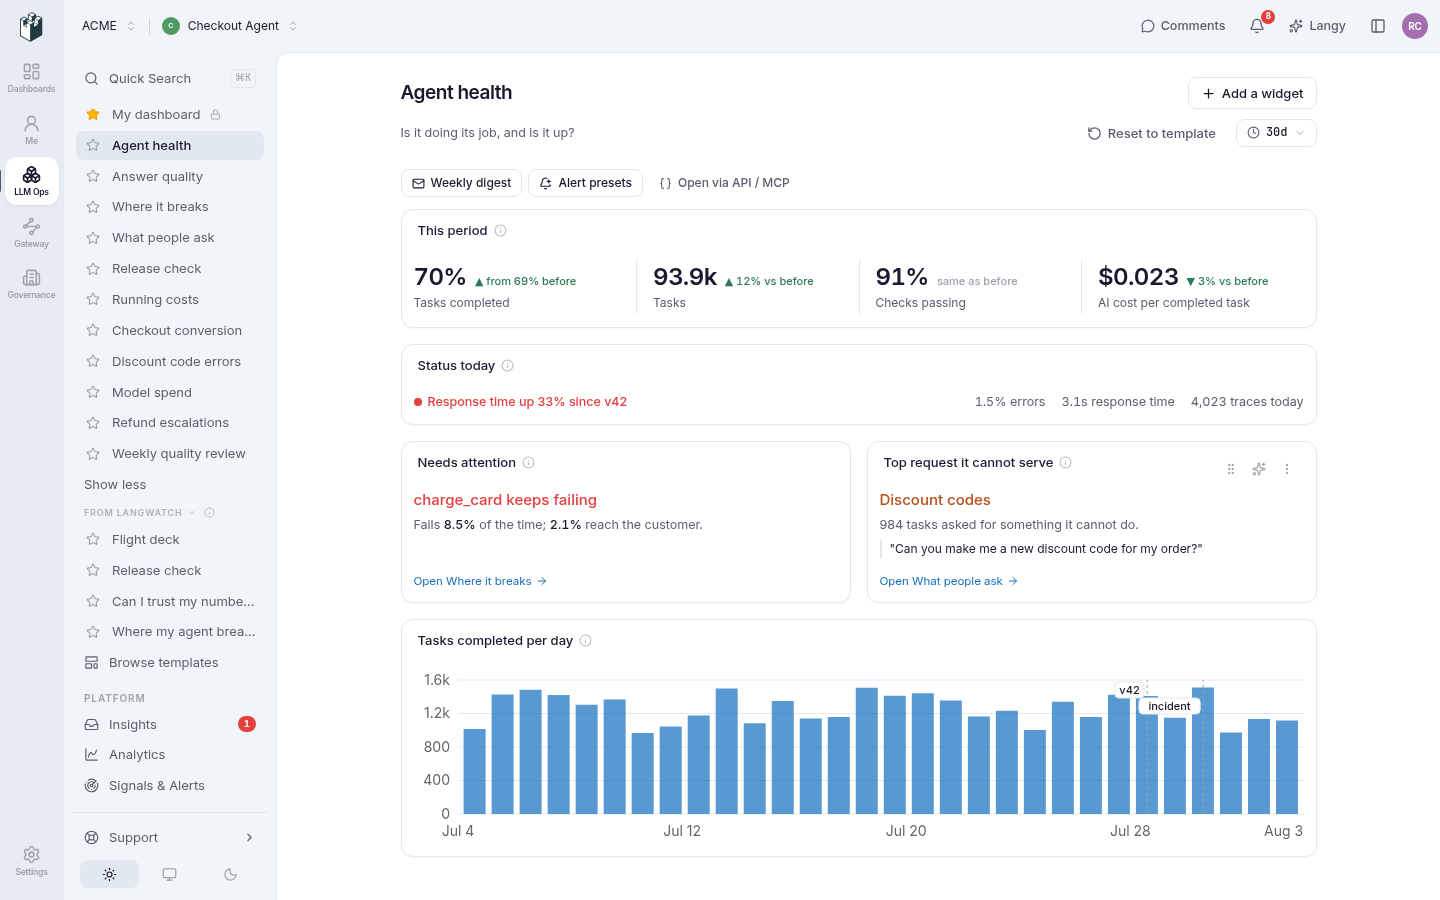 ACME
C
Checkout Agent
Comments
8
Langy
RC
Dashboards
Me
LLM Ops
Gateway
Governance
Settings
Quick Search
⌘K
My dashboard
Agent health
Answer quality
Where it breaks
What people ask
Release check
Running costs
Checkout conversion
Discount code errors
Model spend
Refund escalations
Weekly quality review
Show less
FROM LANGWATCH
Flight deck
Release check
Can I trust my numbe...
Where my agent brea...
Browse templates
PLATFORM
Insights
1
Analytics
Signals & Alerts
Support
Agent health
Add a widget
Is it doing its job, and is it up?
Reset to template
30d
Weekly digest
Alert presets
{ } Open via API / MCP
This period
70% ▲ from 69% before
Tasks completed
93.9k ▲ 12% vs before
Tasks
91% same as before
Checks passing
$0.023 ▼ 3% vs before
AI cost per completed task
Status today
Response time up 33% since v42
1.5% errors
3.1s response time
4,023 traces today
Needs attention
charge_card keeps failing
Fails 8.5% of the time; 2.1% reach the customer.
Open Where it breaks →
Top request it cannot serve
Discount codes
984 tasks asked for something it cannot do.
"Can you make me a new discount code for my order?"
Open What people ask →
Tasks completed per day
1.6k
1.2k
800
400
0
v42
incident
Jul 4
Jul 12
Jul 20
Jul 28
Aug 3